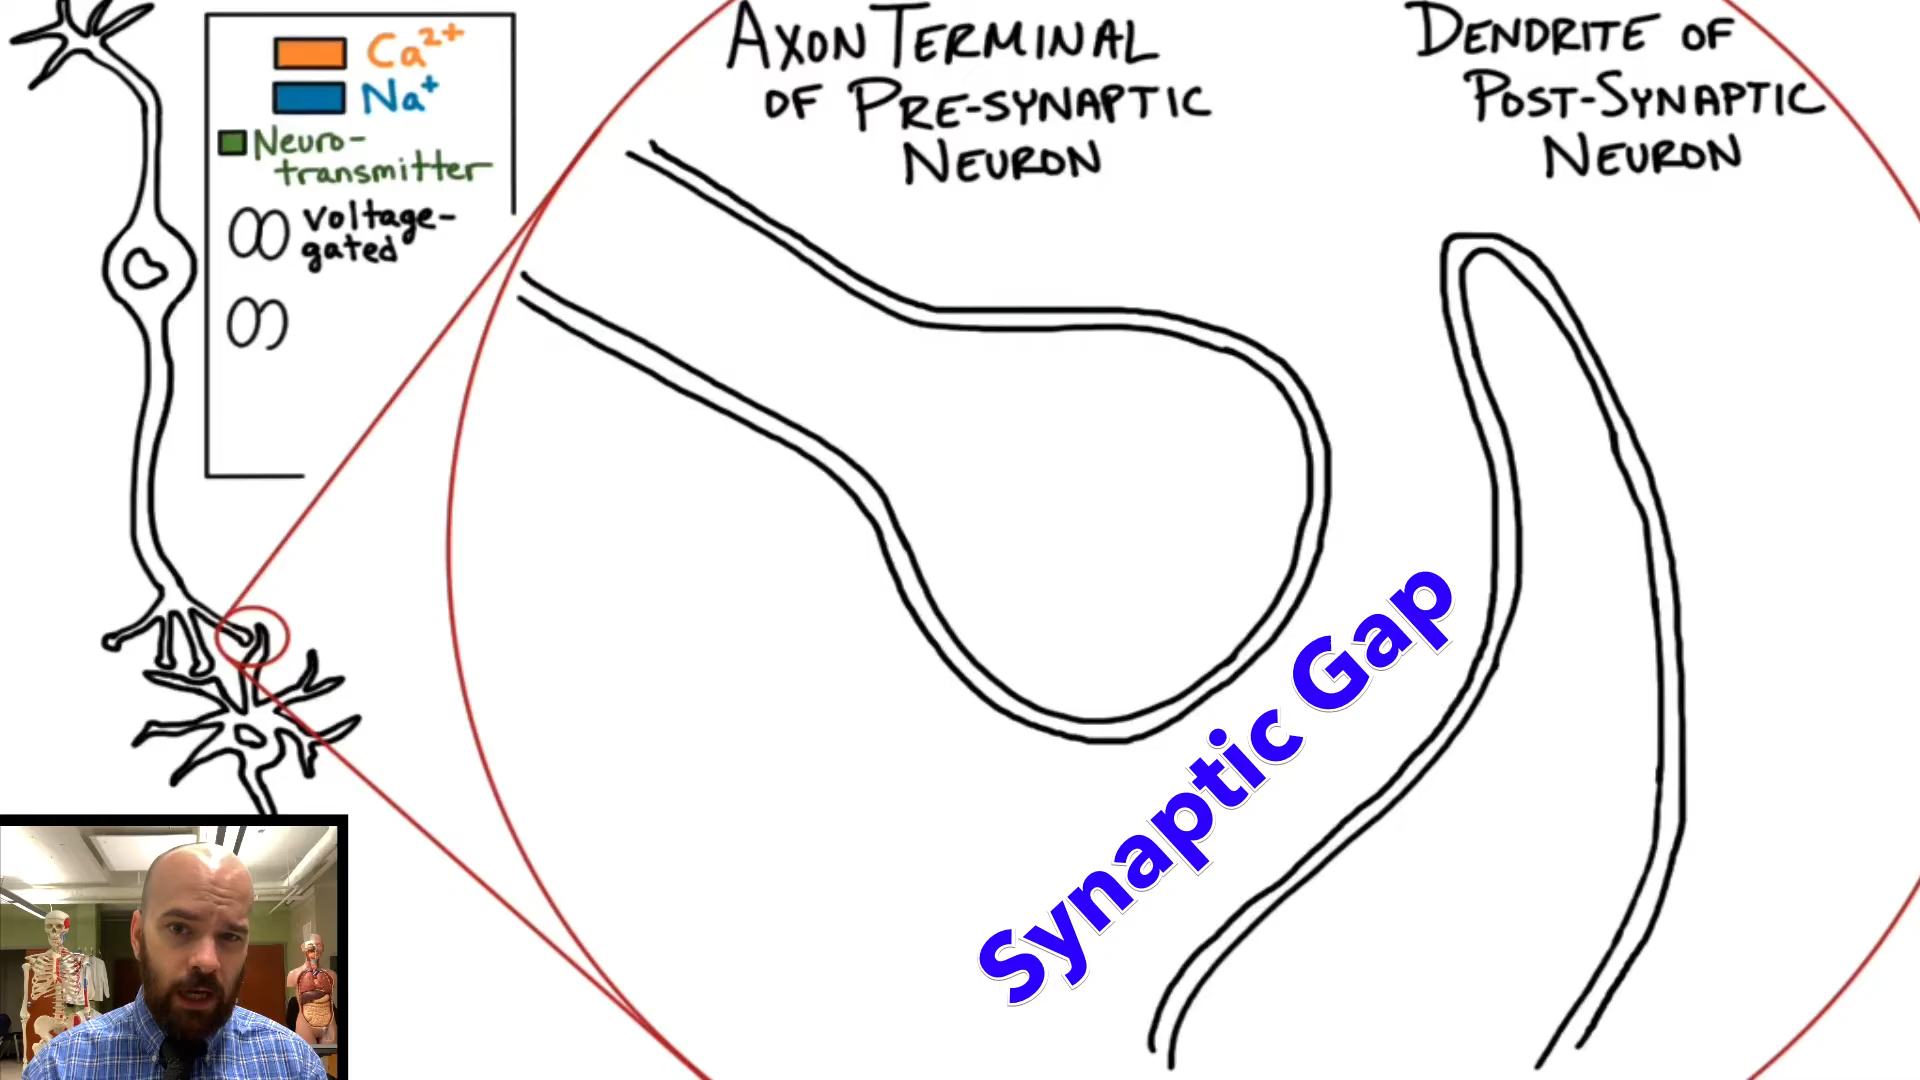 Ca²⁺
Na⁺
Neuro-
transmitter
voltage-
gated
AXON TERMINAL
OF PRE-SYNAPTIC
NEURON
DENDRITE OF
POST-SYNAPTIC
NEURON
Synaptic Gap